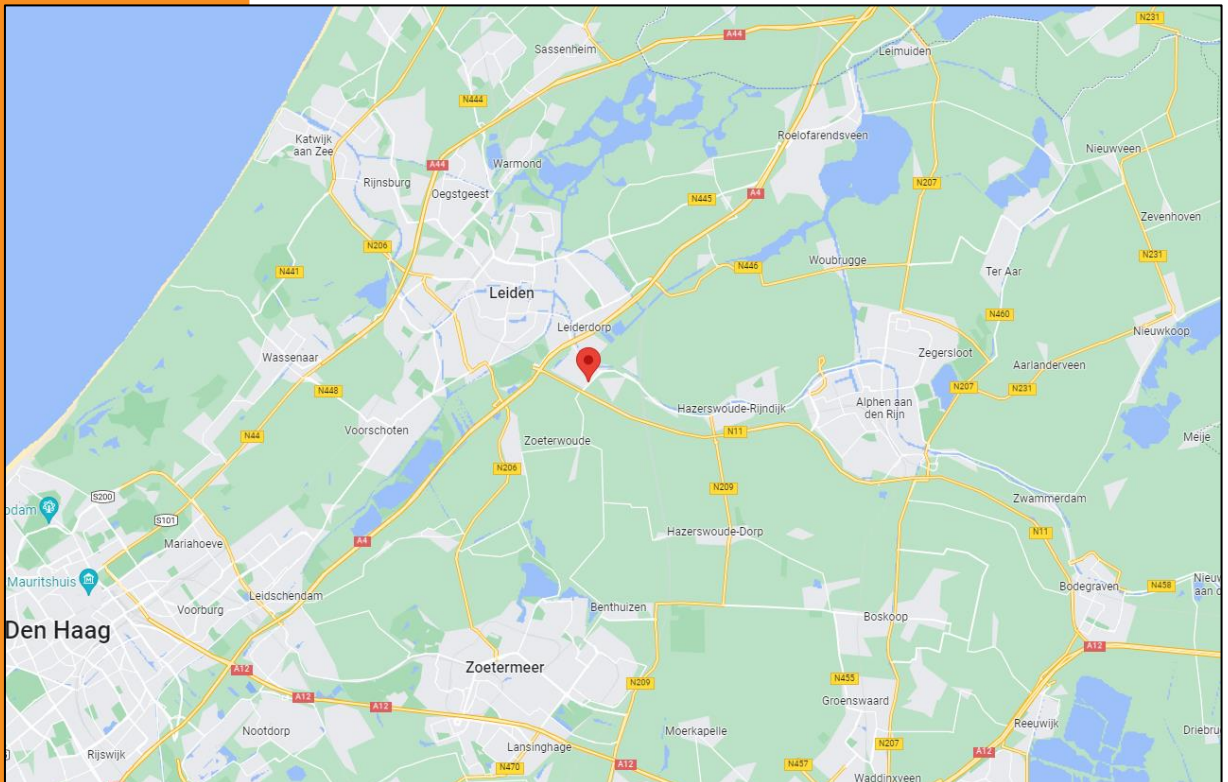 N231
A44
Sassenheim
Leimuiden
N444
Katwijk
aan Zee
Roelofarendsveen
Nieuwveen
A44
Warmond
Rijnsburg
Oegstgeest
N207
N445
A4
Zevenhoven
N206
N231
N441
N446
Woubrugge
Ter Aar
Leiden
N460
Leiderdorp
Nieuwkoop
Wassenaar
Zegersloot
Aarlanderveen
N448
N207
N231
Hazerswoude-Rijndijk
Alphen aan
den Rijn
Voorschoten
N44
Zoeterwoude
N11
Meije
N206
N209
S200
Zwammerdam
S101
Hazerswoude-Dorp
N11
Mariahoeve
A4
Mauritshuis
Bodegraven
N458
Leidschendam
Voorburg
Benthuizen
Boskoop
Den Haag
A12
Zoetermeer
A12
N209
N455
A12
A12
Groenswaard
Nootdorp
Moerkapelle
Reeuwijk
Rijswijk
Lansinghage
N207
A12
N470
A12
N457
Waddinxveen